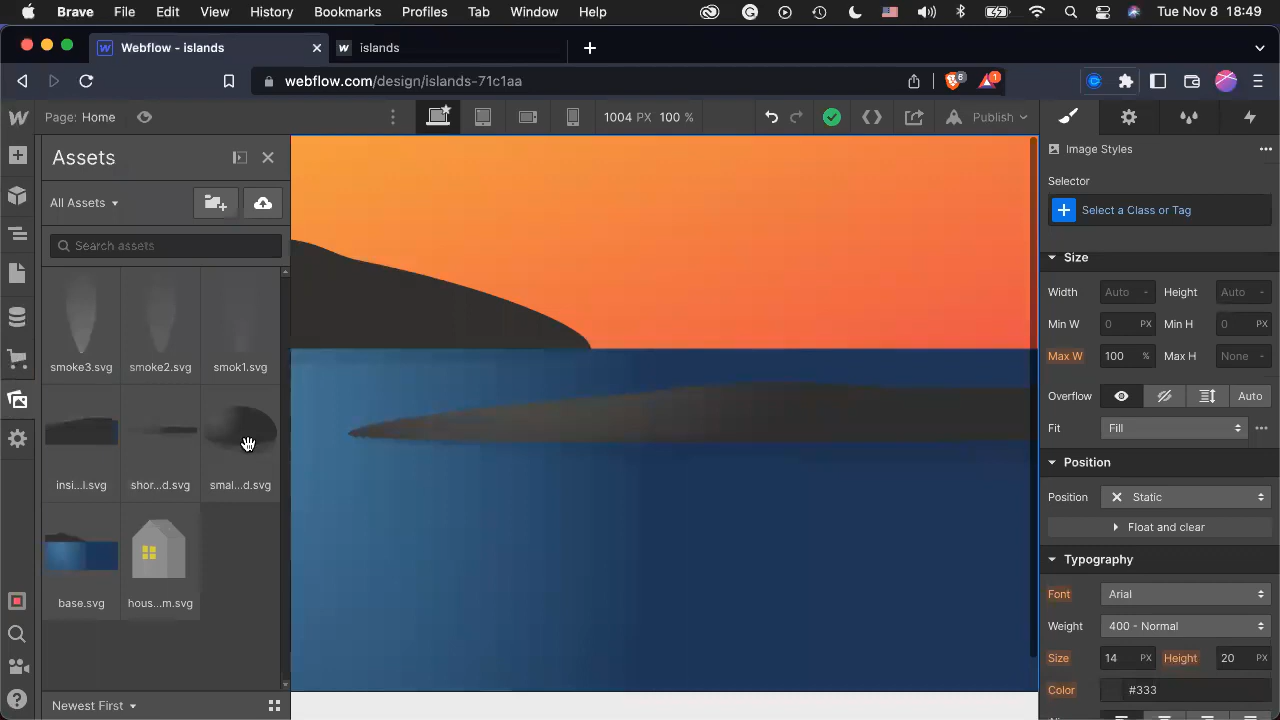 Brave File Edit View History Bookmarks Profiles Tab Window Help Tue Nov 8 18:49
Webflow - islands
islands
webflow.com/design/islands-71c1aa
6
1
Page: Home
1004 PX 100 %
Publish
Assets
All Assets
Search assets
smoke3.svg smoke2.svg smok1.svg
insi...l.svg shor...d.svg smal...d.svg
base.svg hous...m.svg
Newest First
Image Styles
Selector
Select a Class or Tag
Size
Width Auto - Height Auto -
Min W 0 PX Min H 0 PX
Max W 100 % Max H None -
Overflow Auto
Fit Fill
Position
Position Static
Float and clear
Typography
Font Arial
Weight 400 - Normal
Size 14 PX Height 20 PX
Color #333